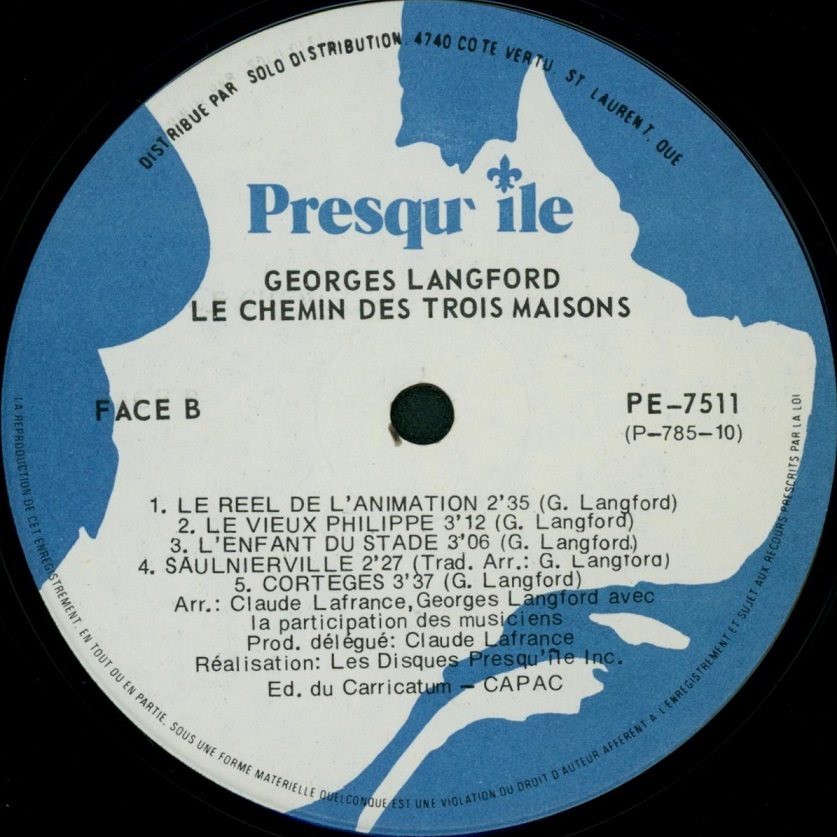 DISTRIBUE PAR SOLO DISTRIBUTION. 4740 COTE VERTU. ST LAURENT. QUE
Presqu'île
GEORGES LANGFORD
LE CHEMIN DES TROIS MAISONS
FACE B
PE–7511
(P–785–10)
1. LE REEL DE L'ANIMATION 2'35 (G. Langford)
2. LE VIEUX PHILIPPE 3'12 (G. Langford)
3. L'ENFANT DU STADE 3'06 (G. Langford)
4. SAULNIERVILLE 2'27 (Trad. Arr.: G. Langford)
5. CORTEGES 3'37 (G. Langford)
Arr.: Claude Lafrance, Georges Langford avec
la participation des musiciens
Prod. délégué: Claude Lafrance
Réalisation: Les Disques Presqu'île Inc.
Ed. du Carricatum – CAPAC
LA REPRODUCTION DE CET ENREGISTREMENT, EN TOUT OU EN PARTIE, SOUS UNE FORME MATERIELLE QUELCONQUE EST UNE VIOLATION DU DROIT D'AUTEUR AFFERENT A L'ENREGISTREMENT ET SUJET AUX RECOURS PRESCRITS PAR LA LOI